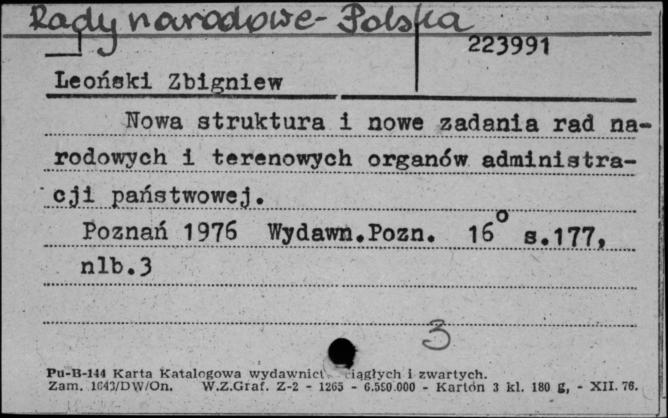 Rady narodowe - Polska
223991
Leoński Zbigniew
Nowa struktura i nowe zadania rad na-
rodowych i terenowych organów administra-
cji państwowej.
Poznań 1976 Wydawn.Pozn. 16° s.177,
nlb.3
3
Pu-B-144 Karta Katalogowa wydawnict ciągłych i zwartych.
Zam. 1643/DW/On. W.Z.Graf. Z-2 - 1265 - 6.550.000 - Karton 3 kl. 180 g, - XII. 76.